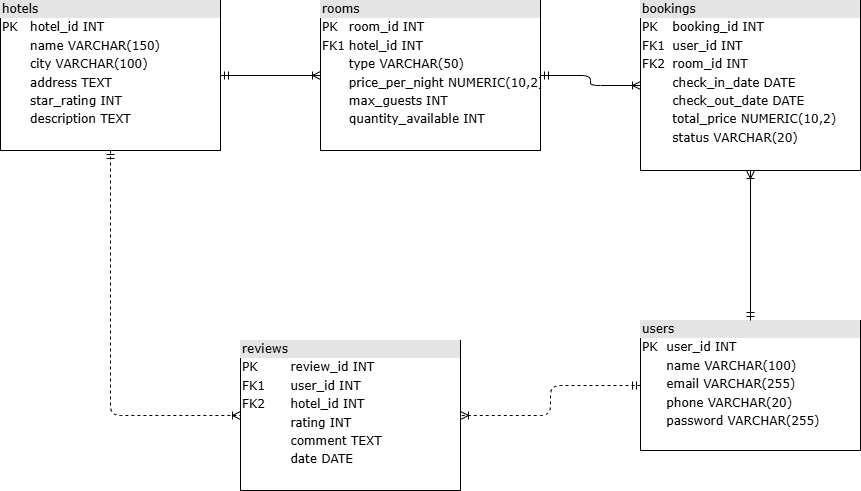 hotels
PK hotel_id INT
name VARCHAR(150)
city VARCHAR(100)
address TEXT
star_rating INT
description TEXT
rooms
PK room_id INT
FK1 hotel_id INT
type VARCHAR(50)
price_per_night NUMERIC(10,2
max_guests INT
quantity_available INT
bookings
PK booking_id INT
FK1 user_id INT
FK2 room_id INT
check_in_date DATE
check_out_date DATE
total_price NUMERIC(10,2)
status VARCHAR(20)
reviews
PK review_id INT
FK1 user_id INT
FK2 hotel_id INT
rating INT
comment TEXT
date DATE
users
PK user_id INT
name VARCHAR(100)
email VARCHAR(255)
phone VARCHAR(20)
password VARCHAR(255)